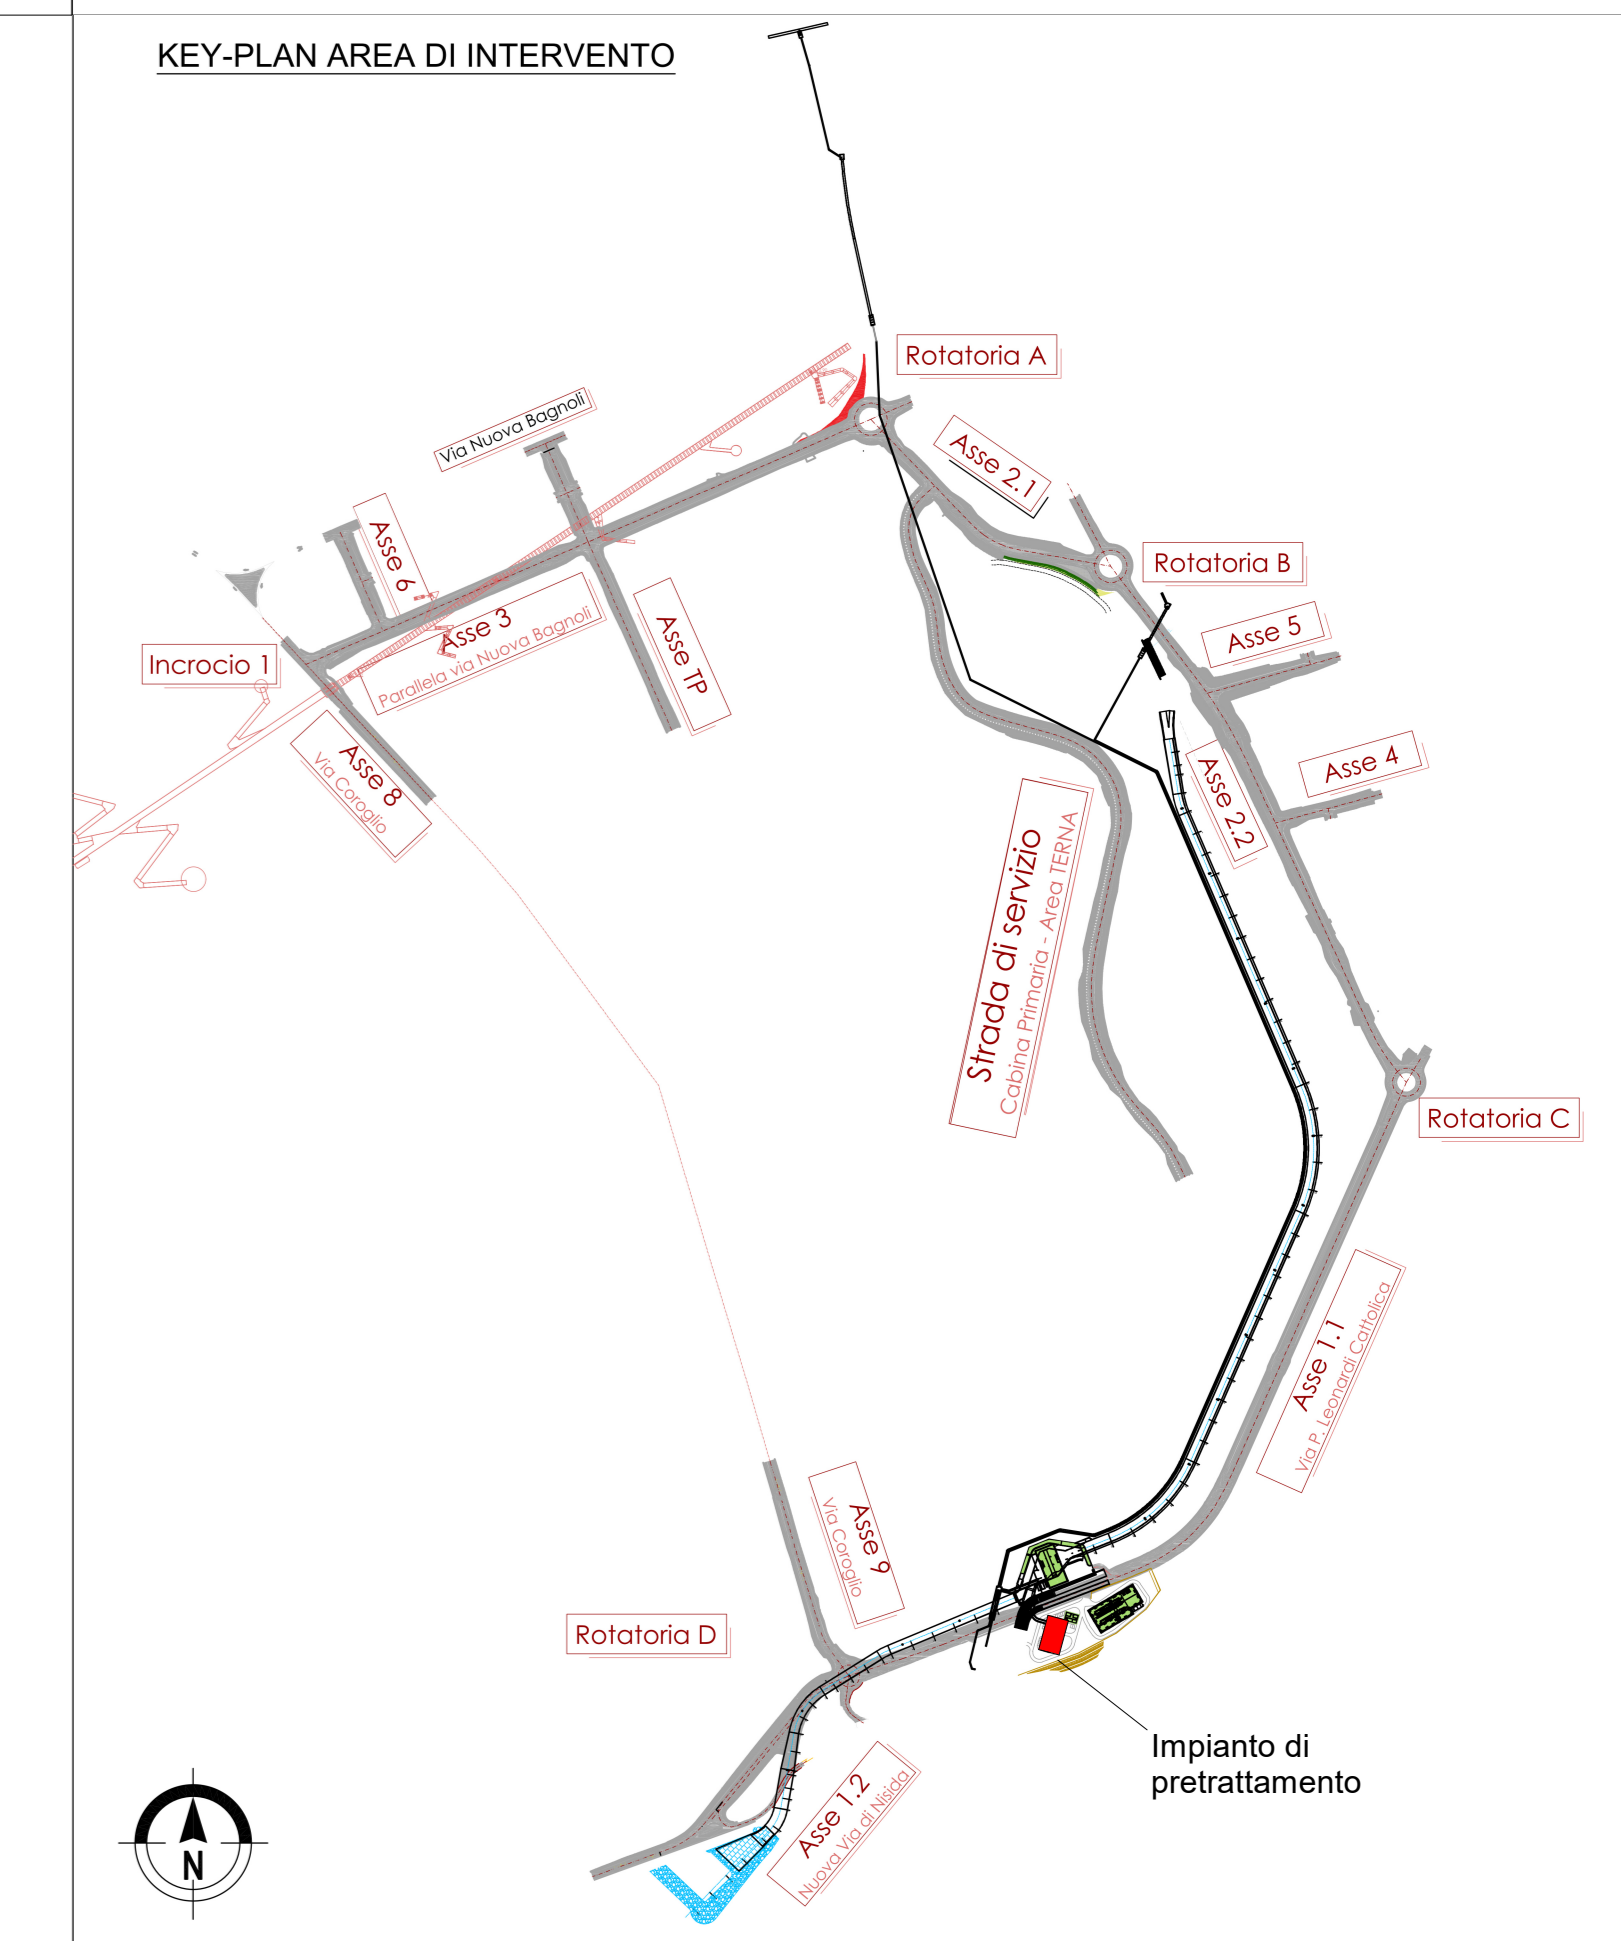 KEY-PLAN AREA DI INTERVENTO
Rotatoria A
Via Nuova Bagnoli
Asse 2.1
Asse 6
Rotatoria B
Asse 3
Parallela via Nuova Bagnoli
Asse 5
Asse TP
Incrocio 1
Asse 8
Via Coroglio
Asse 4
Asse 2.2
Strada di servizio
Cabina Primaria - Area TERNA
Rotatoria C
Asse 1.1
Via P. Leonardi Cattolica
Asse 9
Via Coroglio
Rotatoria D
Impianto di
pretrattamento
Asse 1.2
Nuova Via di Nisida
N